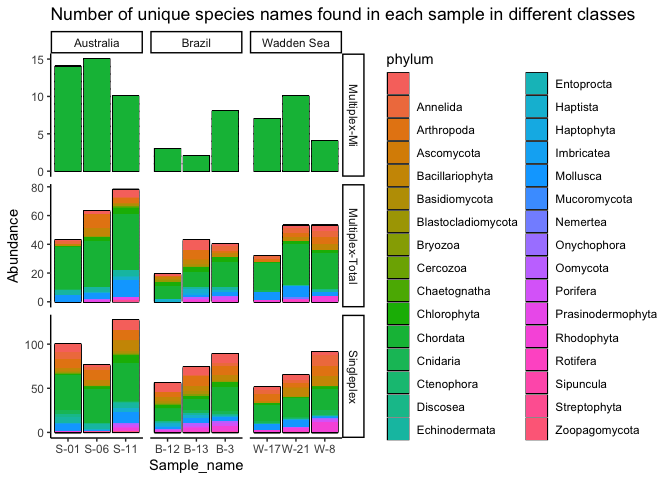 Number of unique species names found in each sample in different classes
Australia
Brazil
Wadden Sea
Abundance
15
10
5
0
Multiplex-Mi
80
60
40
20
0
Multiplex-Total
100
50
0
Singleplex
S-01 S-06 S-11
B-12 B-13 B-3
W-17 W-21 W-8
Sample_name
phylum
Annelida
Arthropoda
Ascomycota
Bacillariophyta
Basidiomycota
Blastocladiomycota
Bryozoa
Cercozoa
Chaetognatha
Chlorophyta
Chordata
Cnidaria
Ctenophora
Discosea
Echinodermata
Entoprocta
Haptista
Haptophyta
Imbricatea
Mollusca
Mucoromycota
Nemertea
Onychophora
Oomycota
Porifera
Prasinodermophyta
Rhodophyta
Rotifera
Sipuncula
Streptophyta
Zoopagomycota